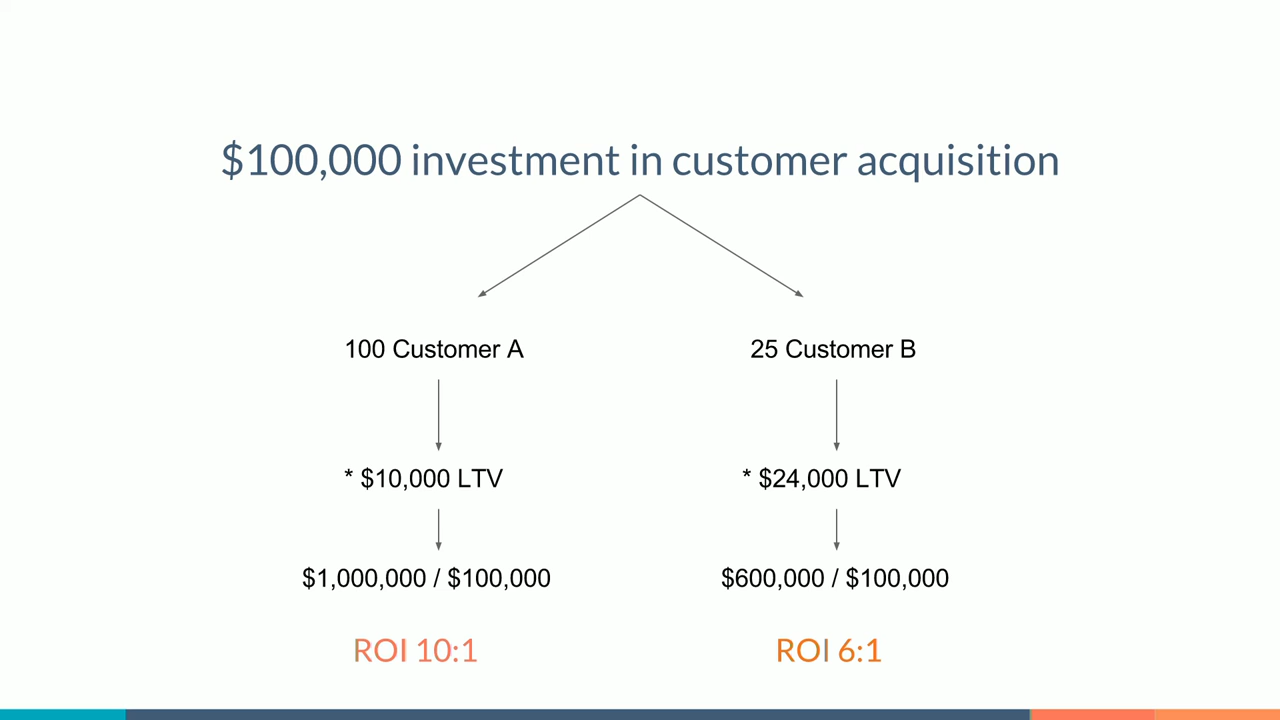 $100,000 investment in customer acquisition
100 Customer A
25 Customer B
* $10,000 LTV
* $24,000 LTV
$1,000,000 / $100,000
$600,000 / $100,000
ROI 10:1
ROI 6:1